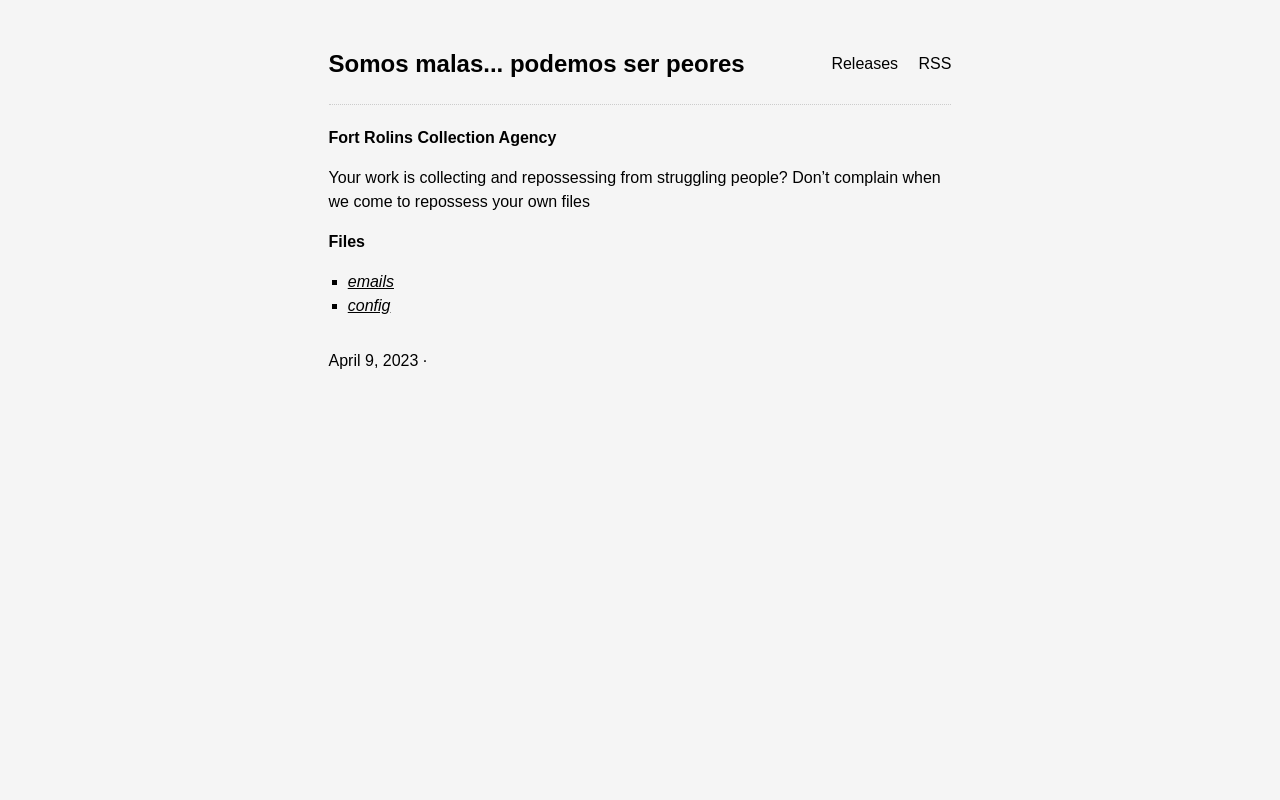 Somos malas... podemos ser peores
Releases RSS
Fort Rolins Collection Agency
Your work is collecting and repossessing from struggling people? Don’t complain when
we come to repossess your own files
Files
emails
config
April 9, 2023 ·